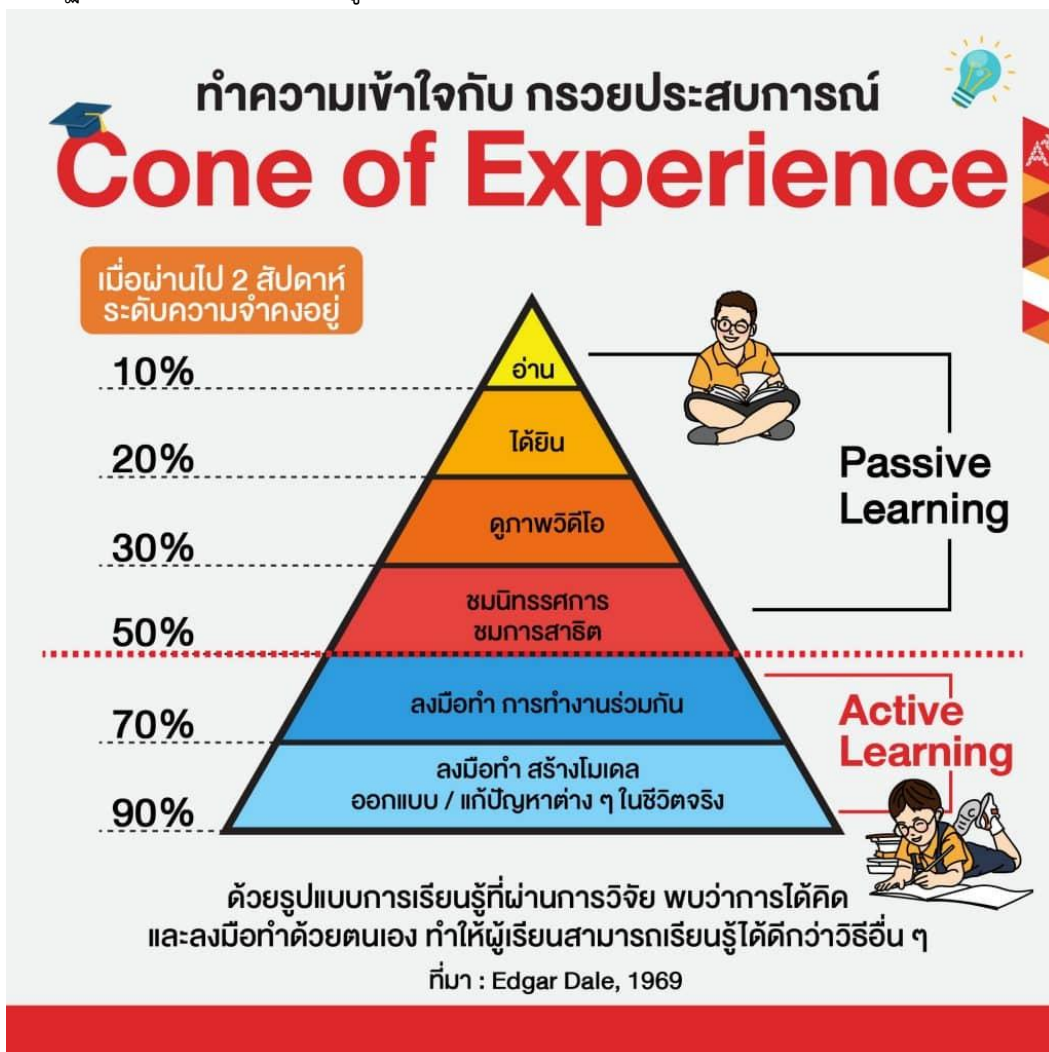 ทำความเข้าใจกับ กรวยประสบการณ์
Cone of Experience
เมื่อผ่านไป 2 สัปดาห์
ระดับความจำคงอยู่
10%
อ่าน
20%
ได้ยิน
Passive
Learning
30%
ดูภาพวิดีโอ
50%
ชมนิทรรศการ
ชมการสาธิต
70%
ลงมือทำ การทำงานร่วมกัน
Active
Learning
90%
ลงมือทำ สร้างโมเดล
ออกแบบ / แก้ปัญหาต่าง ๆ ในชีวิตจริง
ด้วยรูปแบบการเรียนรู้ที่ผ่านการวิจัย พบว่าการได้คิด
และลงมือทำด้วยตนเอง ทำให้ผู้เรียนสามารถเรียนรู้ได้ดีกว่าวิธีอื่น ๆ
ที่มา : Edgar Dale, 1969